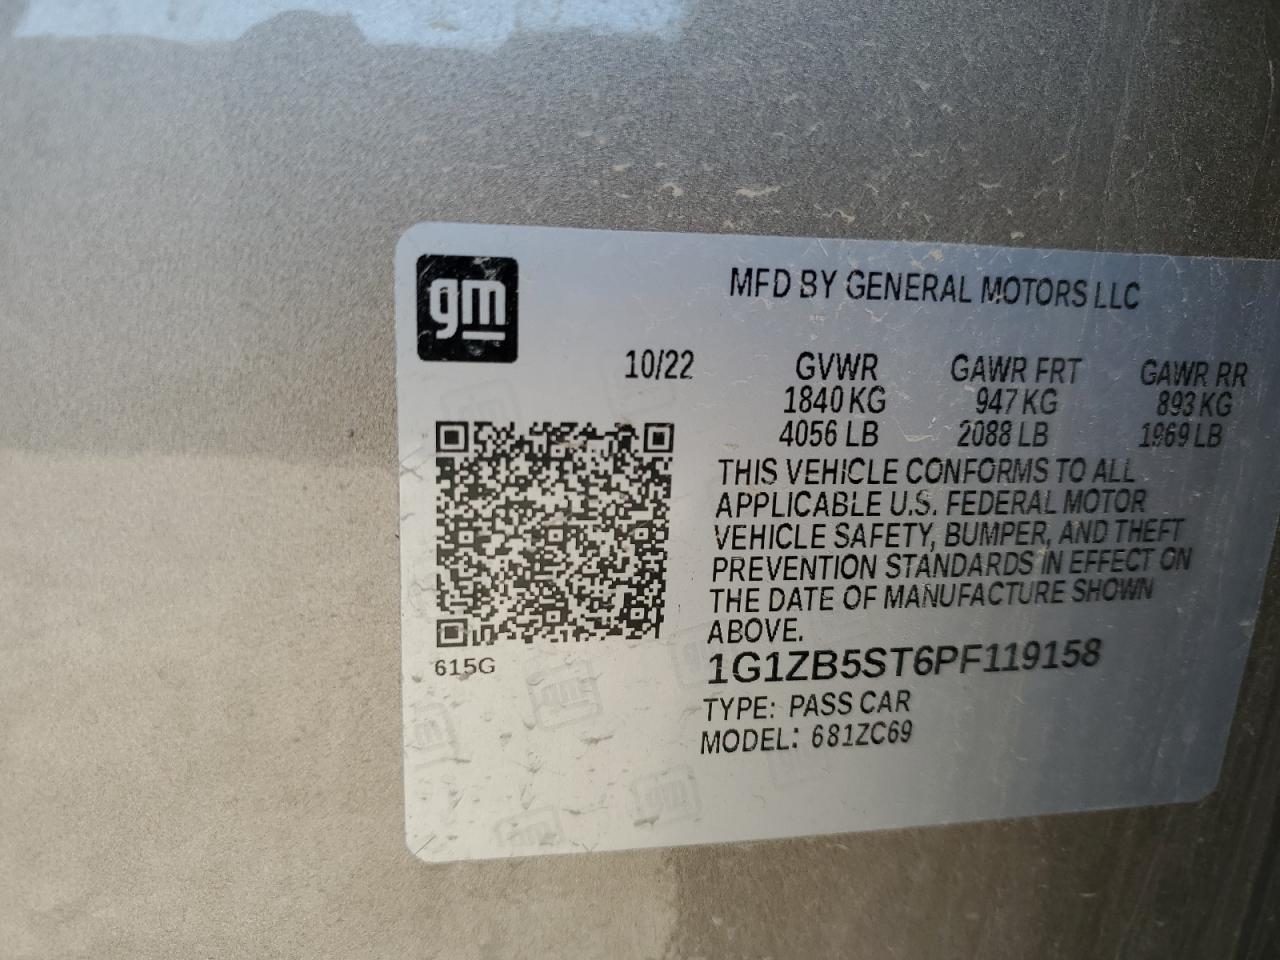 gm
MFD BY GENERAL MOTORS LLC
10/22 GVWR GAWR FRT GAWR RR
1840 KG 947 KG 893 KG
4056 LB 2088 LB 1969 LB
THIS VEHICLE CONFORMS TO ALL
APPLICABLE U.S. FEDERAL MOTOR
VEHICLE SAFETY, BUMPER, AND THEFT
PREVENTION STANDARDS IN EFFECT ON
THE DATE OF MANUFACTURE SHOWN
ABOVE.
615G
1G1ZB5ST6PF119158
TYPE: PASS CAR
MODEL: 681ZC69